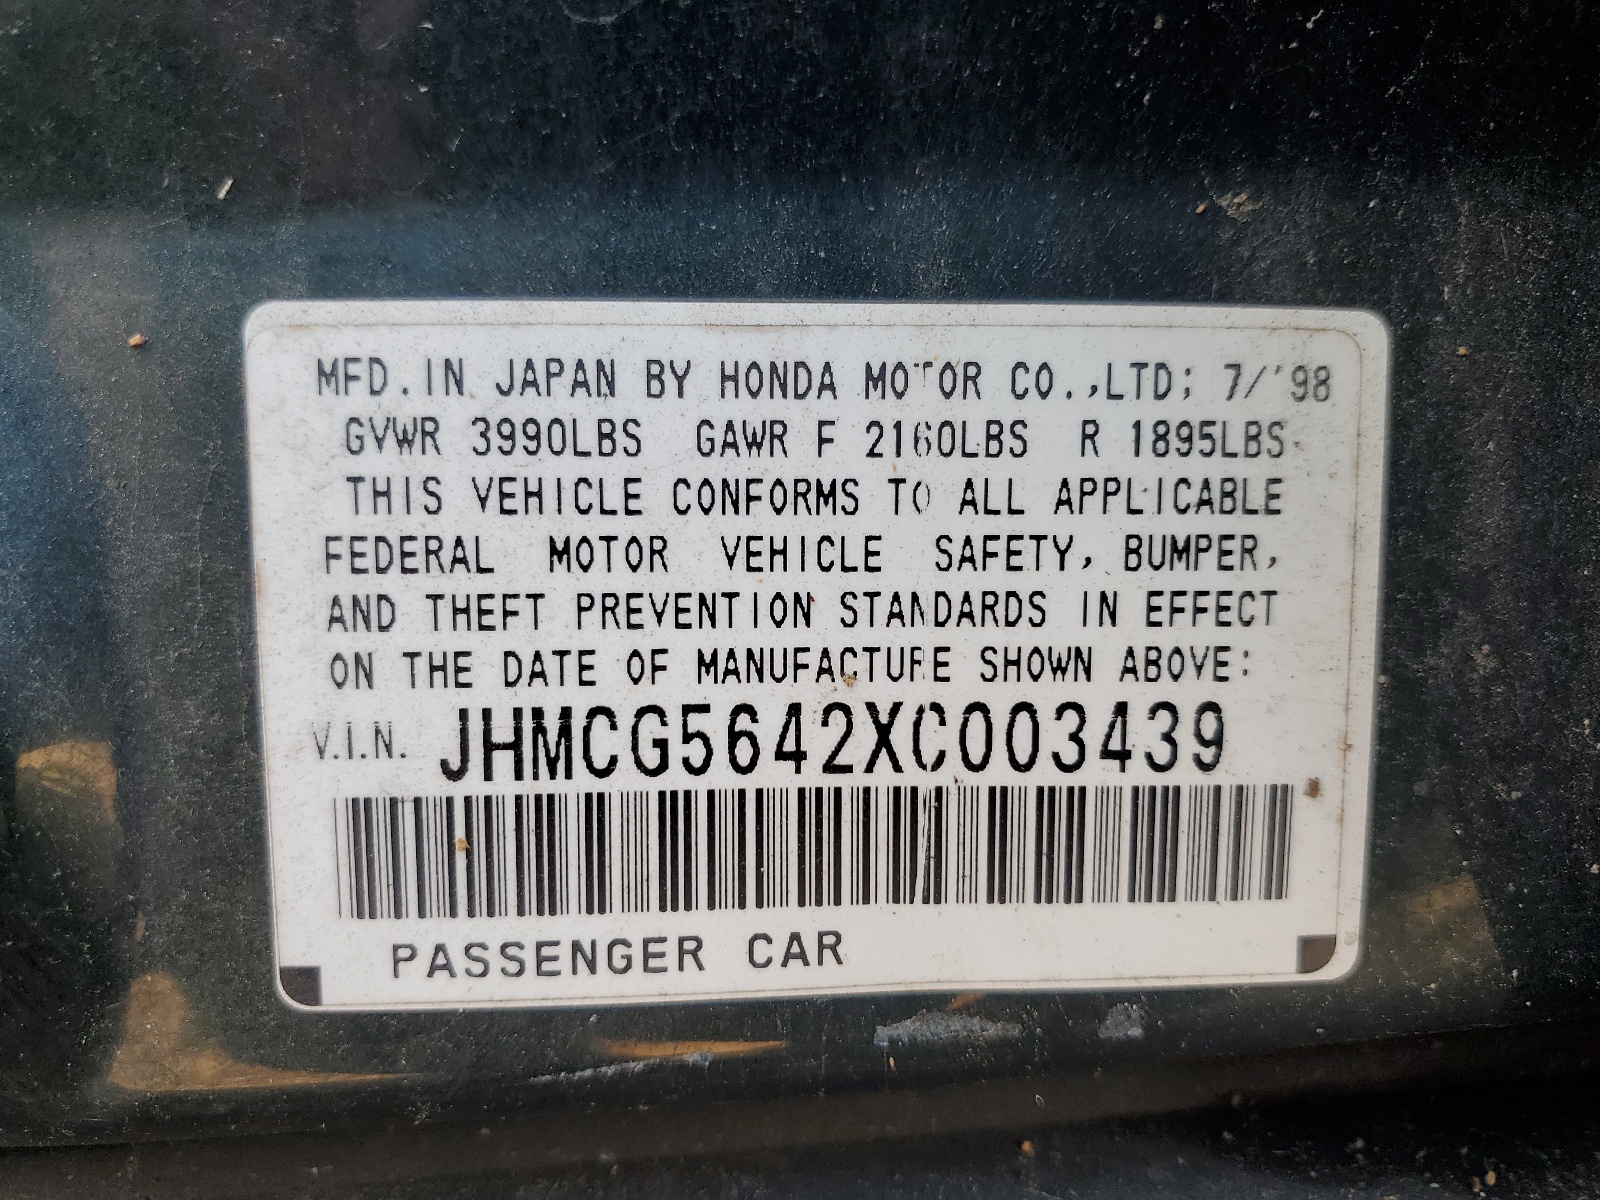 MFD. IN JAPAN BY HONDA MOTOR CO.,LTD; 7/'98
GVWR 3990LBS GAWR F 2160LBS R 1895LBS
THIS VEHICLE CONFORMS TO ALL APPLICABLE
FEDERAL MOTOR VEHICLE SAFETY, BUMPER,
AND THEFT PREVENTION STANDARDS IN EFFECT
ON THE DATE OF MANUFACTURE SHOWN ABOVE:
V.I.N. JHMCG5642XC003439
PASSENGER CAR